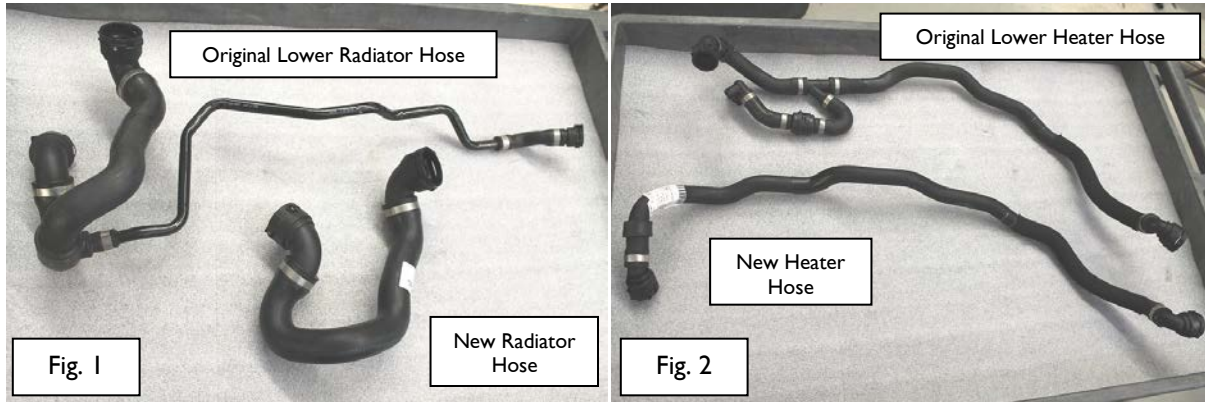 Original Lower Radiator Hose
New Radiator
Hose
Fig. 1
Original Lower Heater Hose
New Heater
Hose
Fig. 2